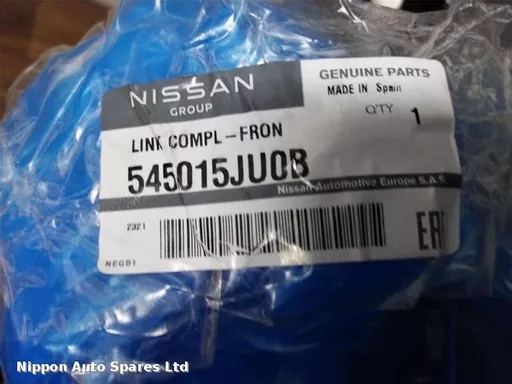 NISSAN
GROUP
GENUINE PARTS
MADE IN Spain
Q'TY 1
LINK COMPL-FRON
545015JU0B
Nissan Automotive Europe S.A.S.
2321
NEGB1
EAC
Nippon Auto Spares Ltd